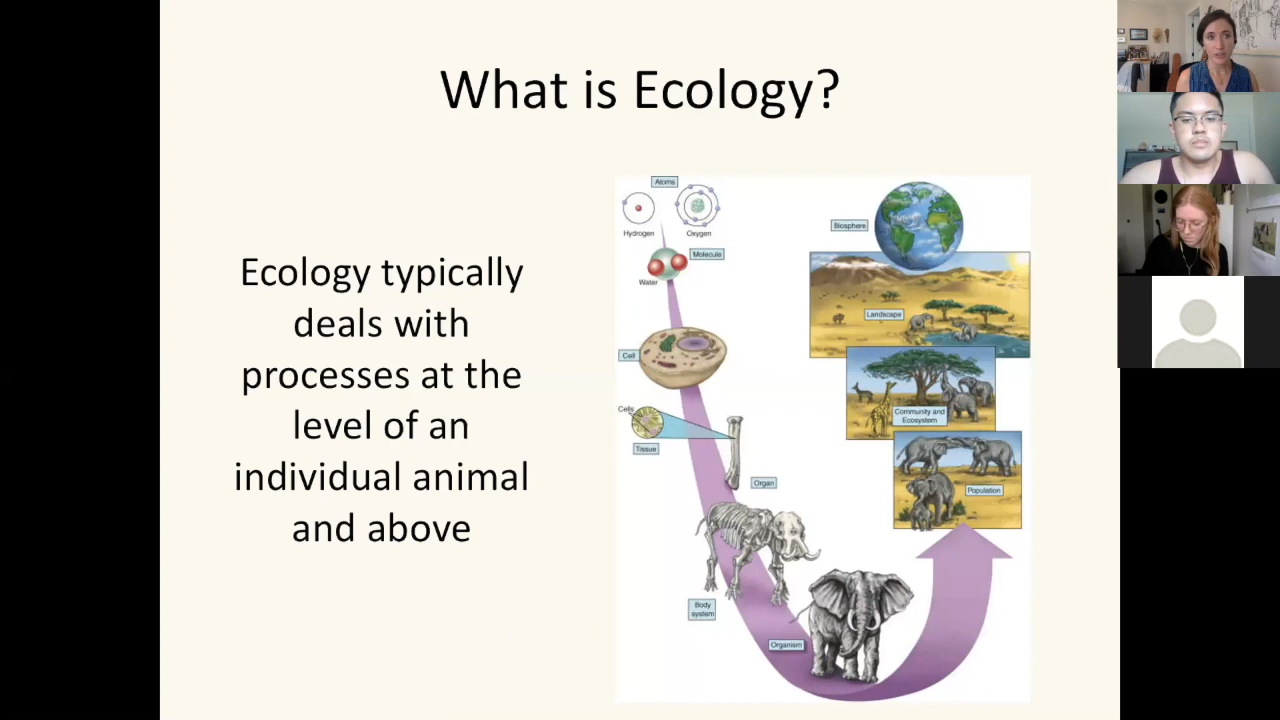 What is Ecology?
Ecology typically
deals with
processes at the
level of an
individual animal
and above
Atoms
Hydrogen
Oxygen
Molecule
Water
Cell
Cells
Tissue
Organ
Body
system
Organism
Biosphere
Landscape
Community and
Ecosystem
Population